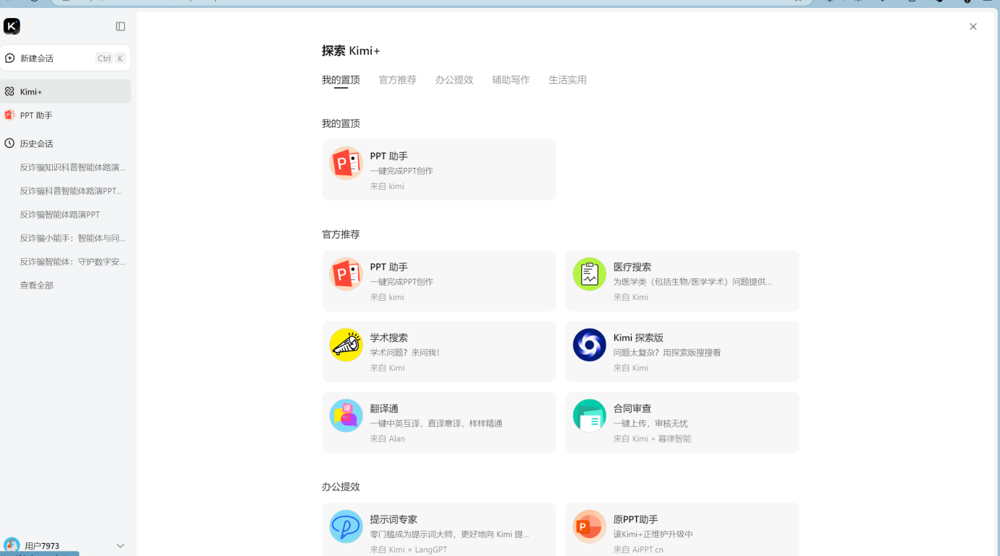 新建会话 Ctrl K
Kimi+
PPT 助手
历史会话
反诈骗知识科普智能体路演...
反诈骗科普智能体路演PPT...
反诈骗智能体路演PPT
反诈骗小能手：智能体与问...
反诈骗智能体：守护数字安...
查看全部
用户7973
探索 Kimi+
我的置顶 官方推荐 办公提效 辅助写作 生活实用
我的置顶
PPT 助手
一键完成PPT创作
来自 kimi
官方推荐
PPT 助手
一键完成PPT创作
来自 kimi
医疗搜索
为医学类（包括生物/医学学术）问题提供...
来自 Kimi
学术搜索
学术问题？来问我！
来自 Kimi
Kimi 探索版
问题太复杂？用探索版搜搜看
来自 Kimi
翻译通
一键中英互译，直译意译，样样精通
来自 Alan
合同审查
一键上传，审核无忧
来自 Kimi + 幂律智能
办公提效
提示词专家
零门槛成为提示词大师，更好地向 Kimi 提...
来自 Kimi × LangGPT
原PPT助手
该Kimi+正维护升级中
来自 AiPPT.cn